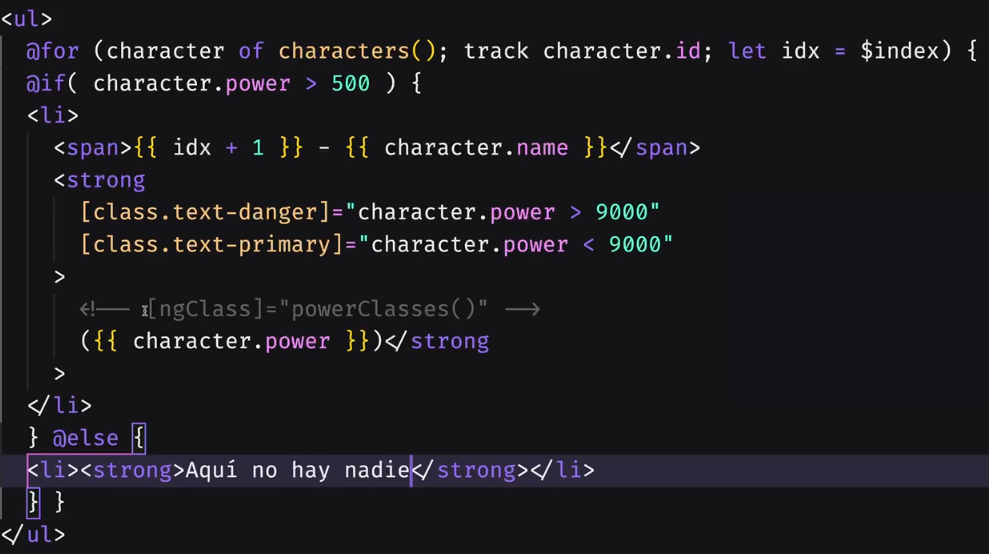 <ul>
@for (character of characters(); track character.id; let idx = $index) {
@if( character.power > 500 ) {
<li>
<span>{{ idx + 1 }} - {{ character.name }}</span>
<strong
[class.text-danger]="character.power > 9000"
[class.text-primary]="character.power < 9000"
>
<!-- [ngClass]="powerClasses()" -->
({{ character.power }})</strong
>
</li>
} @else {
<li><strong>Aquí no hay nadie</strong></li>
} }
</ul>